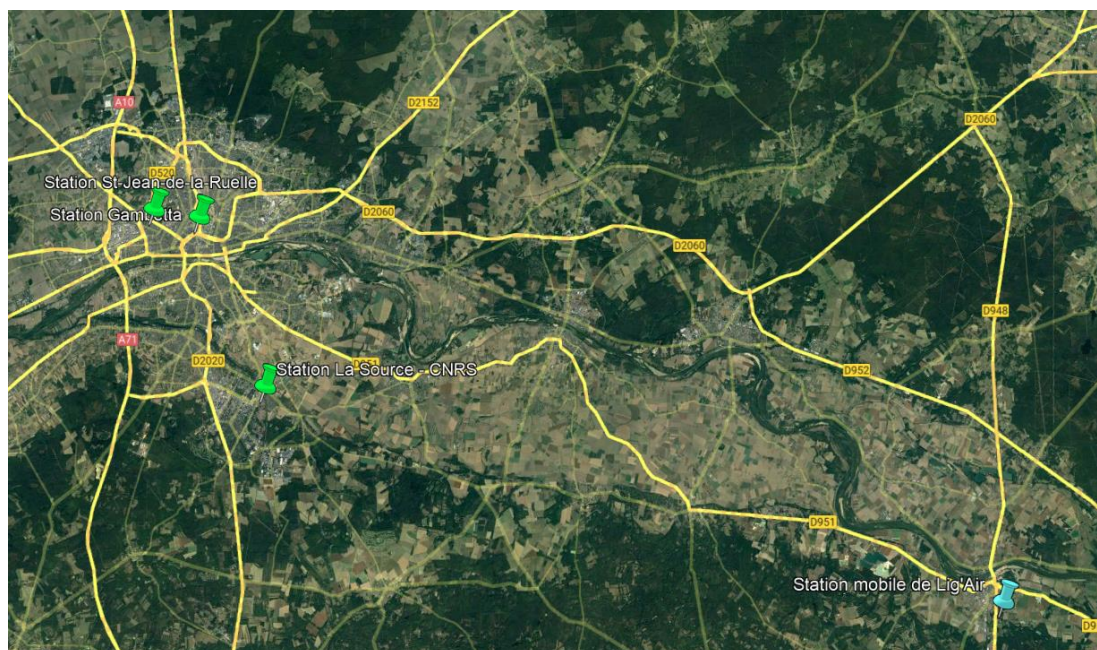 A10
D2152
D2060
D520
Station St Jean-de-la-Ruelle
Station Gambetta
D2060
D2060
D948
A71
D2020
D951
Station La Source - CNRS
D952
D951
Station mobile de Lig'Air